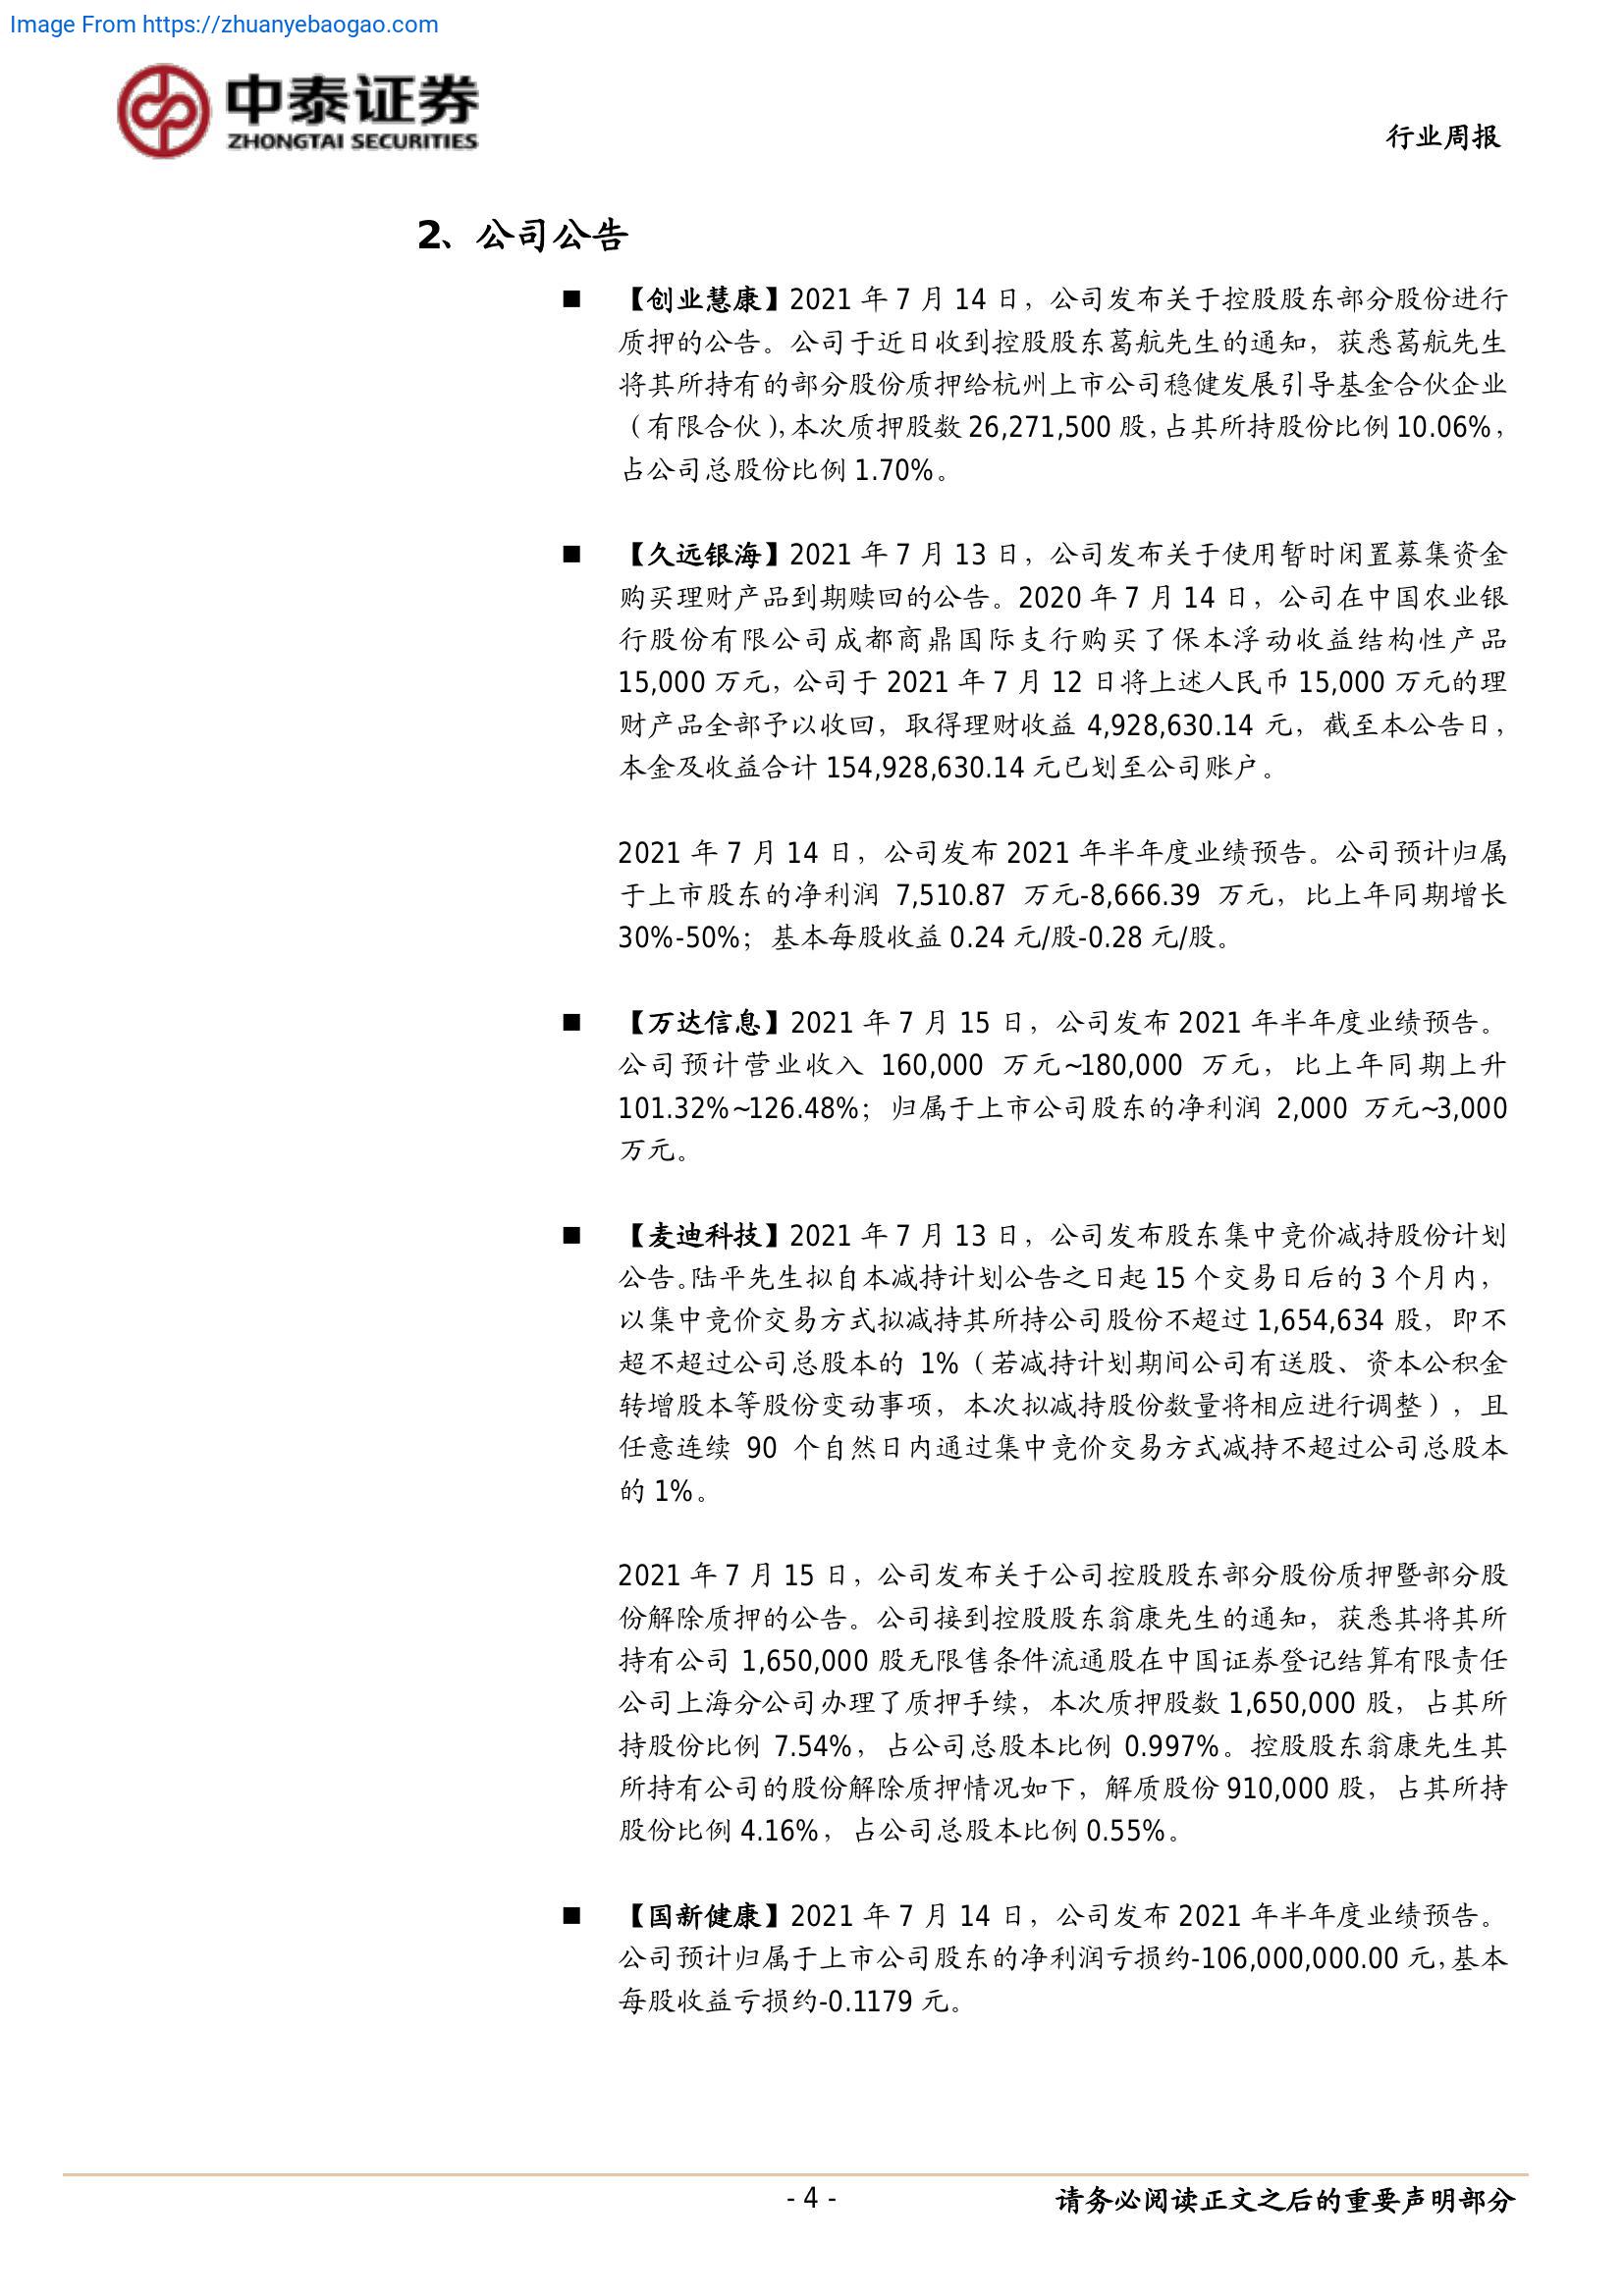 Image From https://zhuanyebaogao.com
中泰证券
ZHONGTAI SECURITIES
行业周报
2、公司公告
■ 【创业慧康】2021 年 7 月 14 日，公司发布关于控股股东部分股份进行
质押的公告。公司于近日收到控股股东葛航先生的通知，获悉葛航先生
将其所持有的部分股份质押给杭州上市公司稳健发展引导基金合伙企业
（有限合伙），本次质押股数 26,271,500 股，占其所持股份比例 10.06%，
占公司总股份比例 1.70%。
■ 【久远银海】2021 年 7 月 13 日，公司发布关于使用暂时闲置募集资金
购买理财产品到期赎回的公告。2020 年 7 月 14 日，公司在中国农业银
行股份有限公司成都商鼎国际支行购买了保本浮动收益结构性产品
15,000 万元，公司于 2021 年 7 月 12 日将上述人民币 15,000 万元的理
财产品全部予以收回，取得理财收益 4,928,630.14 元，截至本公告日，
本金及收益合计 154,928,630.14 元已划至公司账户。
2021 年 7 月 14 日，公司发布 2021 年半年度业绩预告。公司预计归属
于上市股东的净利润 7,510.87 万元-8,666.39 万元，比上年同期增长
30%-50%；基本每股收益 0.24 元/股-0.28 元/股。
■ 【万达信息】2021 年 7 月 15 日，公司发布 2021 年半年度业绩预告。
公司预计营业收入 160,000 万元~180,000 万元，比上年同期上升
101.32%~126.48%；归属于上市公司股东的净利润 2,000 万元~3,000
万元。
■ 【麦迪科技】2021 年 7 月 13 日，公司发布股东集中竞价减持股份计划
公告。陆平先生拟自本减持计划公告之日起 15 个交易日后的 3 个月内，
以集中竞价交易方式拟减持其所持公司股份不超过 1,654,634 股，即不
超不超过公司总股本的 1%（若减持计划期间公司有送股、资本公积金
转增股本等股份变动事项，本次拟减持股份数量将相应进行调整），且
任意连续 90 个自然日内通过集中竞价交易方式减持不超过公司总股本
的 1%。
2021 年 7 月 15 日，公司发布关于公司控股股东部分股份质押暨部分股
份解除质押的公告。公司接到控股股东翁康先生的通知，获悉其将其所
持有公司 1,650,000 股无限售条件流通股在中国证券登记结算有限责任
公司上海分公司办理了质押手续，本次质押股数 1,650,000 股，占其所
持股份比例 7.54%，占公司总股本比例 0.997%。控股股东翁康先生其
所持有公司的股份解除质押情况如下，解质股份 910,000 股，占其所持
股份比例 4.16%，占公司总股本比例 0.55%。
■ 【国新健康】2021 年 7 月 14 日，公司发布 2021 年半年度业绩预告。
公司预计归属于上市公司股东的净利润亏损约-106,000,000.00 元，基本
每股收益亏损约-0.1179 元。
- 4 -
请务必阅读正文之后的重要声明部分